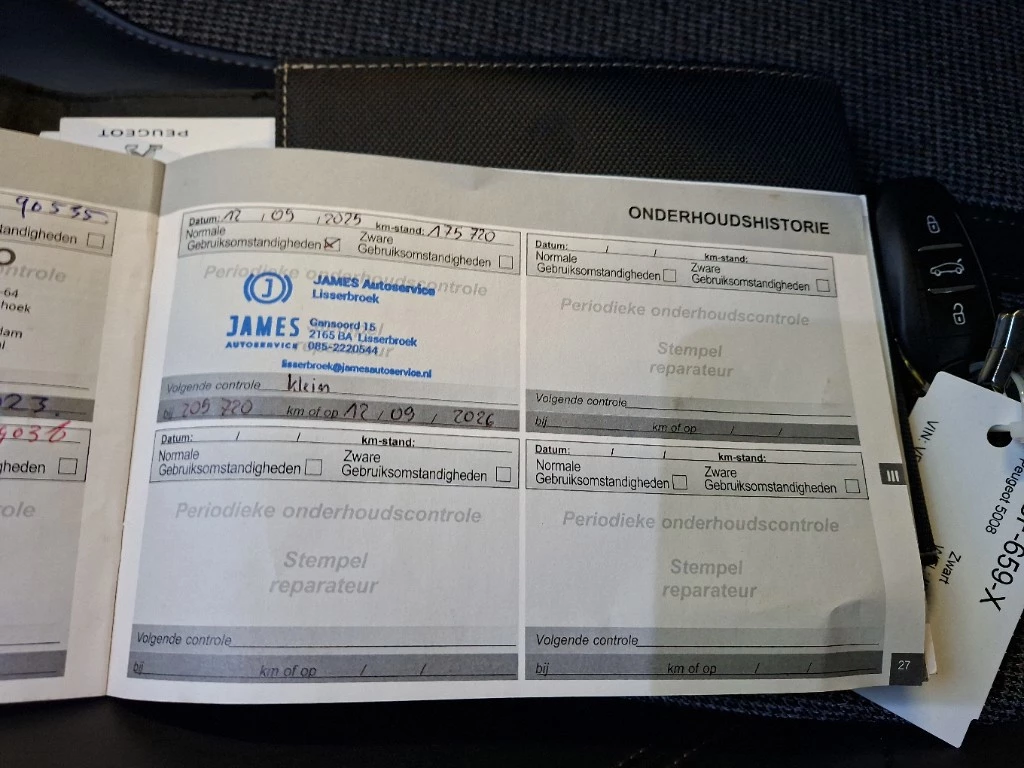 PEUGEOT
90535
tandigheden
ontrole
-64
hoek
dam
023.
gheden
ole
ONDERHOUDSHISTORIE
Datum: 12 / 09 / 2025 km-stand: 175 720
Normale Gebruiksomstandigheden Zware Gebruiksomstandigheden
Periodieke onderhoudscontrole
JAMES Autoservice
Lisserbroek
JAMES
AUTOSERVICE
Gansoord 15
2165 BA Lisserbroek
085-2220544
lisserbroek@jamesautoservice.nl
Volgende controle klein
bij 205 720 km of op 12 / 09 / 2026
Datum: / / km-stand:
Normale Gebruiksomstandigheden Zware Gebruiksomstandigheden
Periodieke onderhoudscontrole
Stempel
reparateur
Volgende controle
bij km of op / /
Datum: / / km-stand:
Normale Gebruiksomstandigheden Zware Gebruiksomstandigheden
Periodieke onderhoudscontrole
Stempel
reparateur
Volgende controle
bij km of op / /
Datum: / / km-stand:
Normale Gebruiksomstandigheden Zware Gebruiksomstandigheden
Periodieke onderhoudscontrole
Stempel
reparateur
Volgende controle
bij km of op / /
III
27
VIN:
Peugeot 5008
-659-X
Zwart